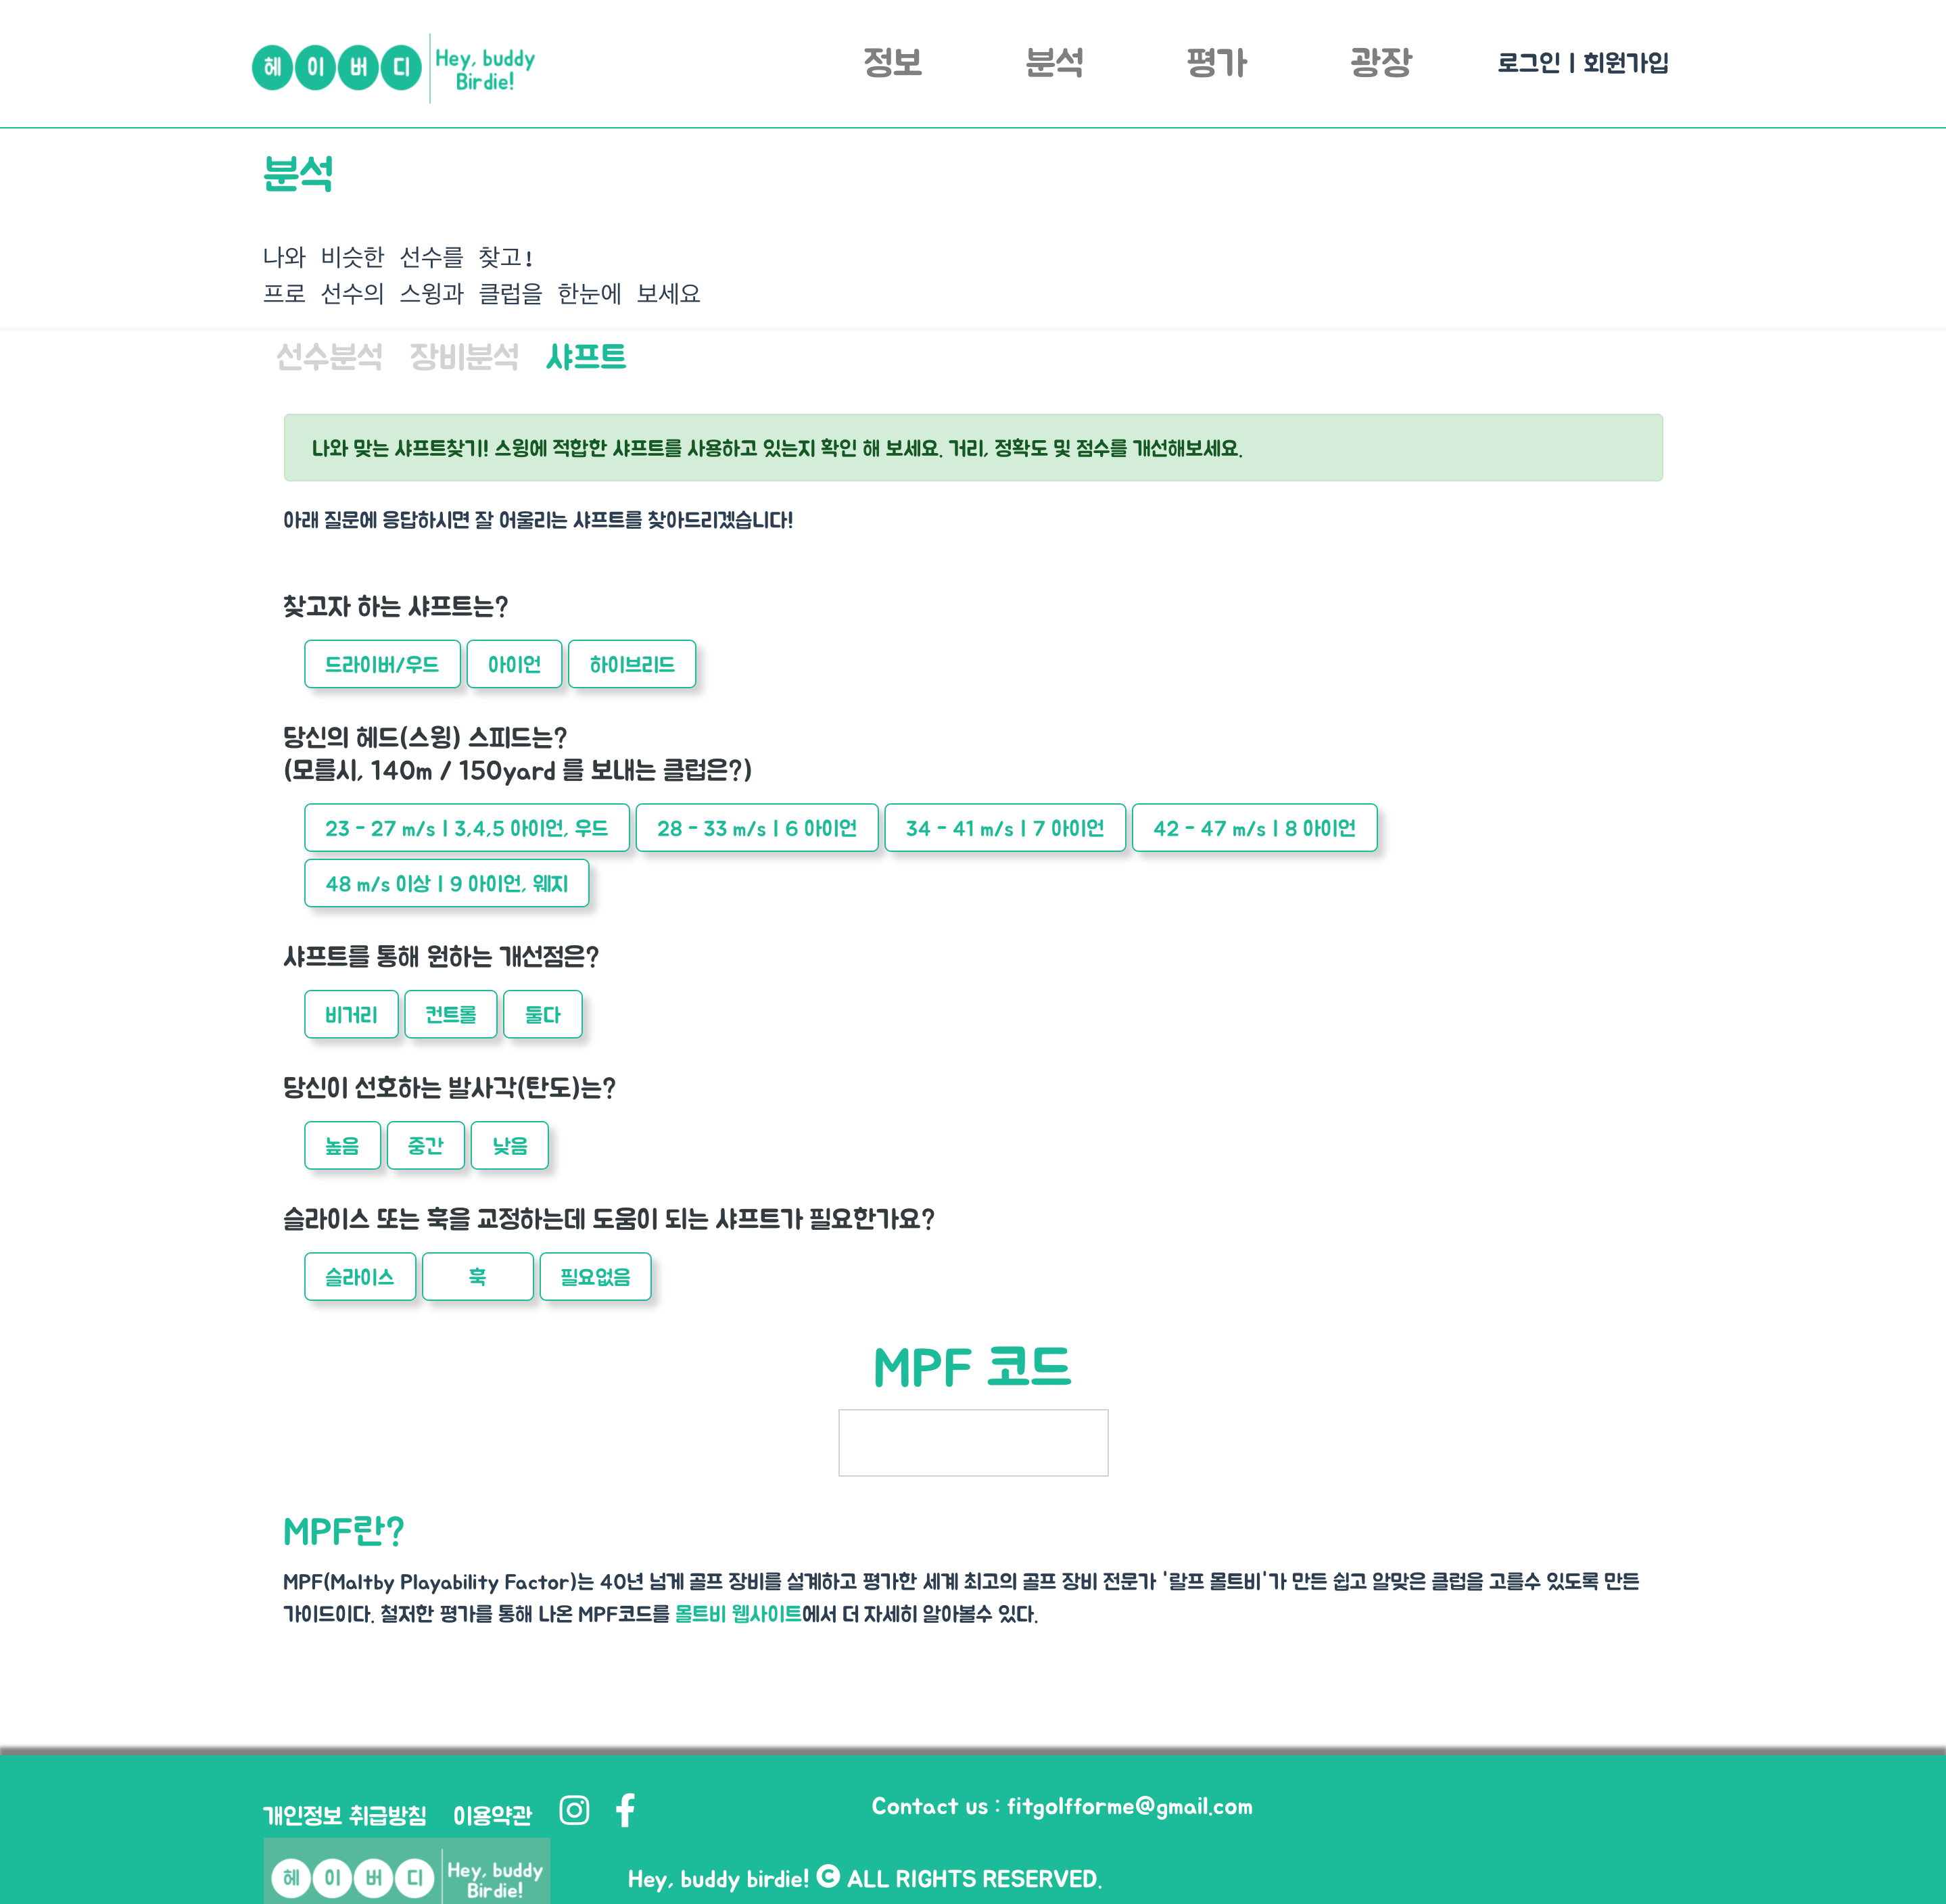 헤이버디 Hey, buddy
Birdie!
정보 분석 평가 광장 로그인 | 회원가입
분석
나와 비슷한 선수를 찾고!
프로 선수의 스윙과 클럽을 한눈에 보세요
선수분석 장비분석 샤프트
나와 맞는 샤프트찾기! 스윙에 적합한 샤프트를 사용하고 있는지 확인 해 보세요. 거리, 정확도 및 점수를 개선해보세요.
아래 질문에 응답하시면 잘 어울리는 샤프트를 찾아드리겠습니다!
찾고자 하는 샤프트는?
드라이버/우드 아이언 하이브리드
당신의 헤드(스윙) 스피드는?
(모를시, 140m / 150yard 를 보내는 클럽은?)
23 - 27 m/s | 3,4,5 아이언, 우드 28 - 33 m/s | 6 아이언 34 - 41 m/s | 7 아이언 42 - 47 m/s | 8 아이언
48 m/s 이상 | 9 아이언, 웨지
샤프트를 통해 원하는 개선점은?
비거리 컨트롤 둘다
당신이 선호하는 발사각(탄도)는?
높음 중간 낮음
슬라이스 또는 훅을 교정하는데 도움이 되는 샤프트가 필요한가요?
슬라이스 훅 필요없음
MPF 코드
MPF란?
MPF(Maltby Playability Factor)는 40년 넘게 골프 장비를 설계하고 평가한 세계 최고의 골프 장비 전문가 '랄프 몰트비'가 만든 쉽고 알맞은 클럽을 고를수 있도록 만든
가이드이다. 철저한 평가를 통해 나온 MPF코드를 몰트비 웹사이트에서 더 자세히 알아볼수 있다.
개인정보 취급방침 이용약관 Contact us : fitgolfforme@gmail.com
헤이버디 Hey, buddy
Birdie!
Hey, buddy birdie! © ALL RIGHTS RESERVED.